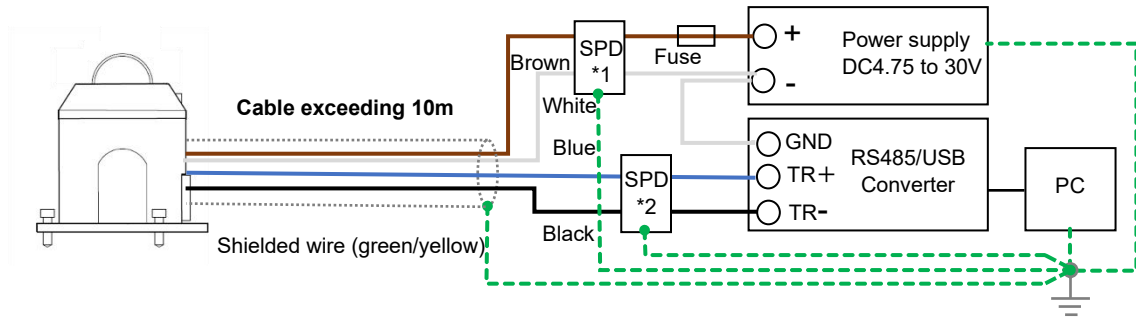 SPD
*1
Fuse
+
-
Power supply
DC4.75 to 30V
Brown
White
Cable exceeding 10m
Blue
GND
TR+
TR-
RS485/USB
Converter
PC
SPD
*2
Black
Shielded wire (green/yellow)